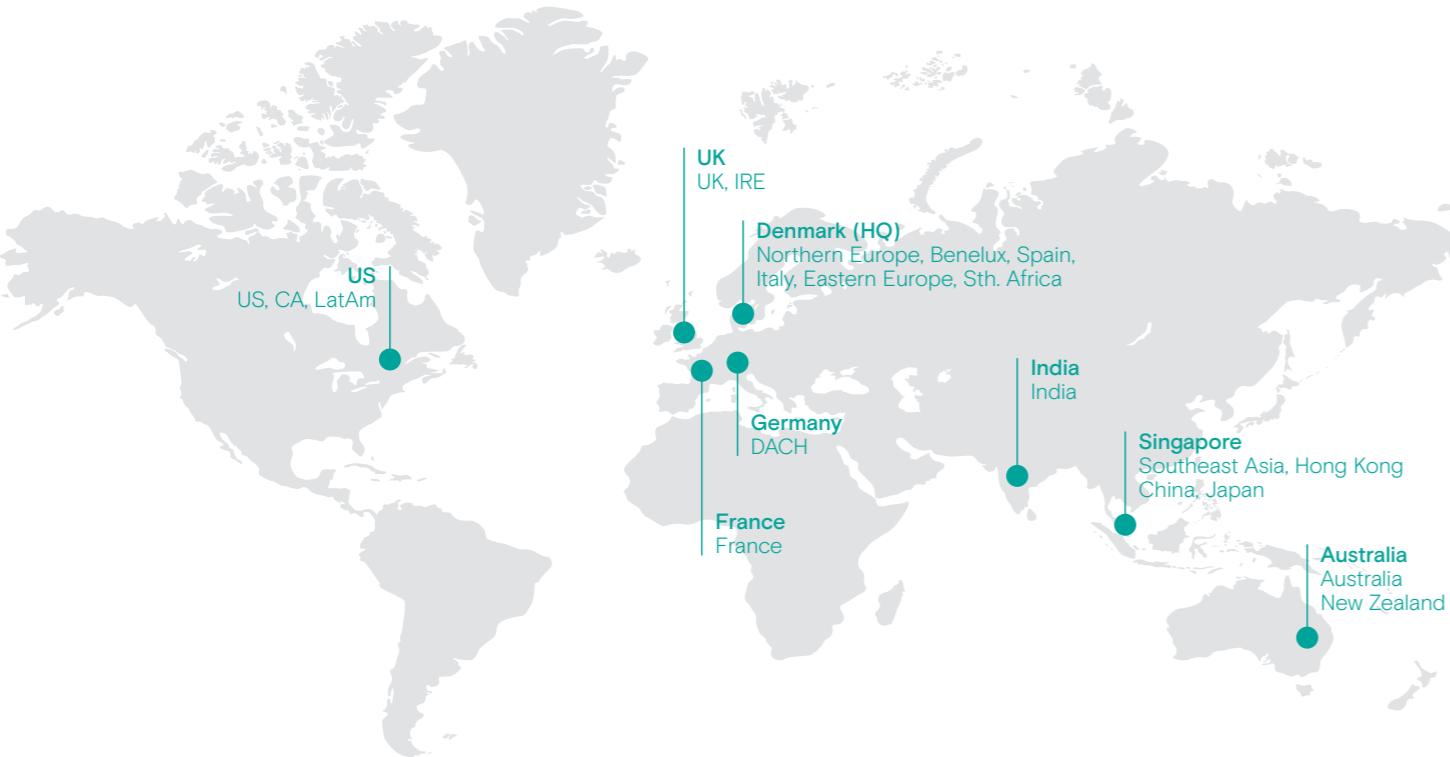 UK
UK, IRE
Denmark (HQ)
Northern Europe, Benelux, Spain,
Italy, Eastern Europe, Sth. Africa
US
US, CA, LatAm
India
India
Germany
DACH
Singapore
Southeast Asia, Hong Kong
China, Japan
France
France
Australia
Australia
New Zealand